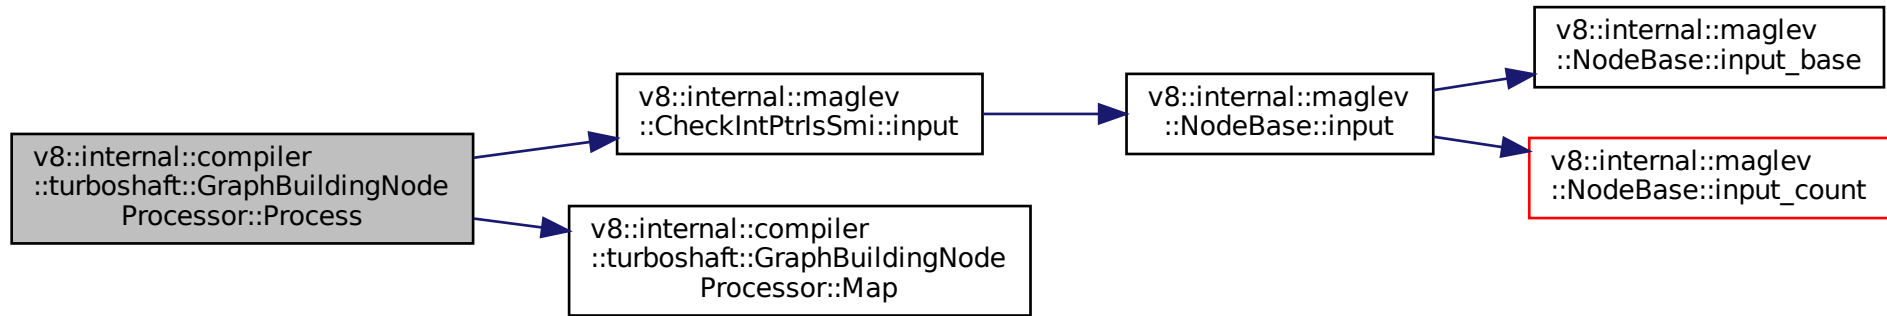 v8::internal::compiler
::turboshaft::GraphBuildingNode
Processor::Process
v8::internal::maglev
::CheckIntPtrIsSmi::input
v8::internal::compiler
::turboshaft::GraphBuildingNode
Processor::Map
v8::internal::maglev
::NodeBase::input
v8::internal::maglev
::NodeBase::input_base
v8::internal::maglev
::NodeBase::input_count